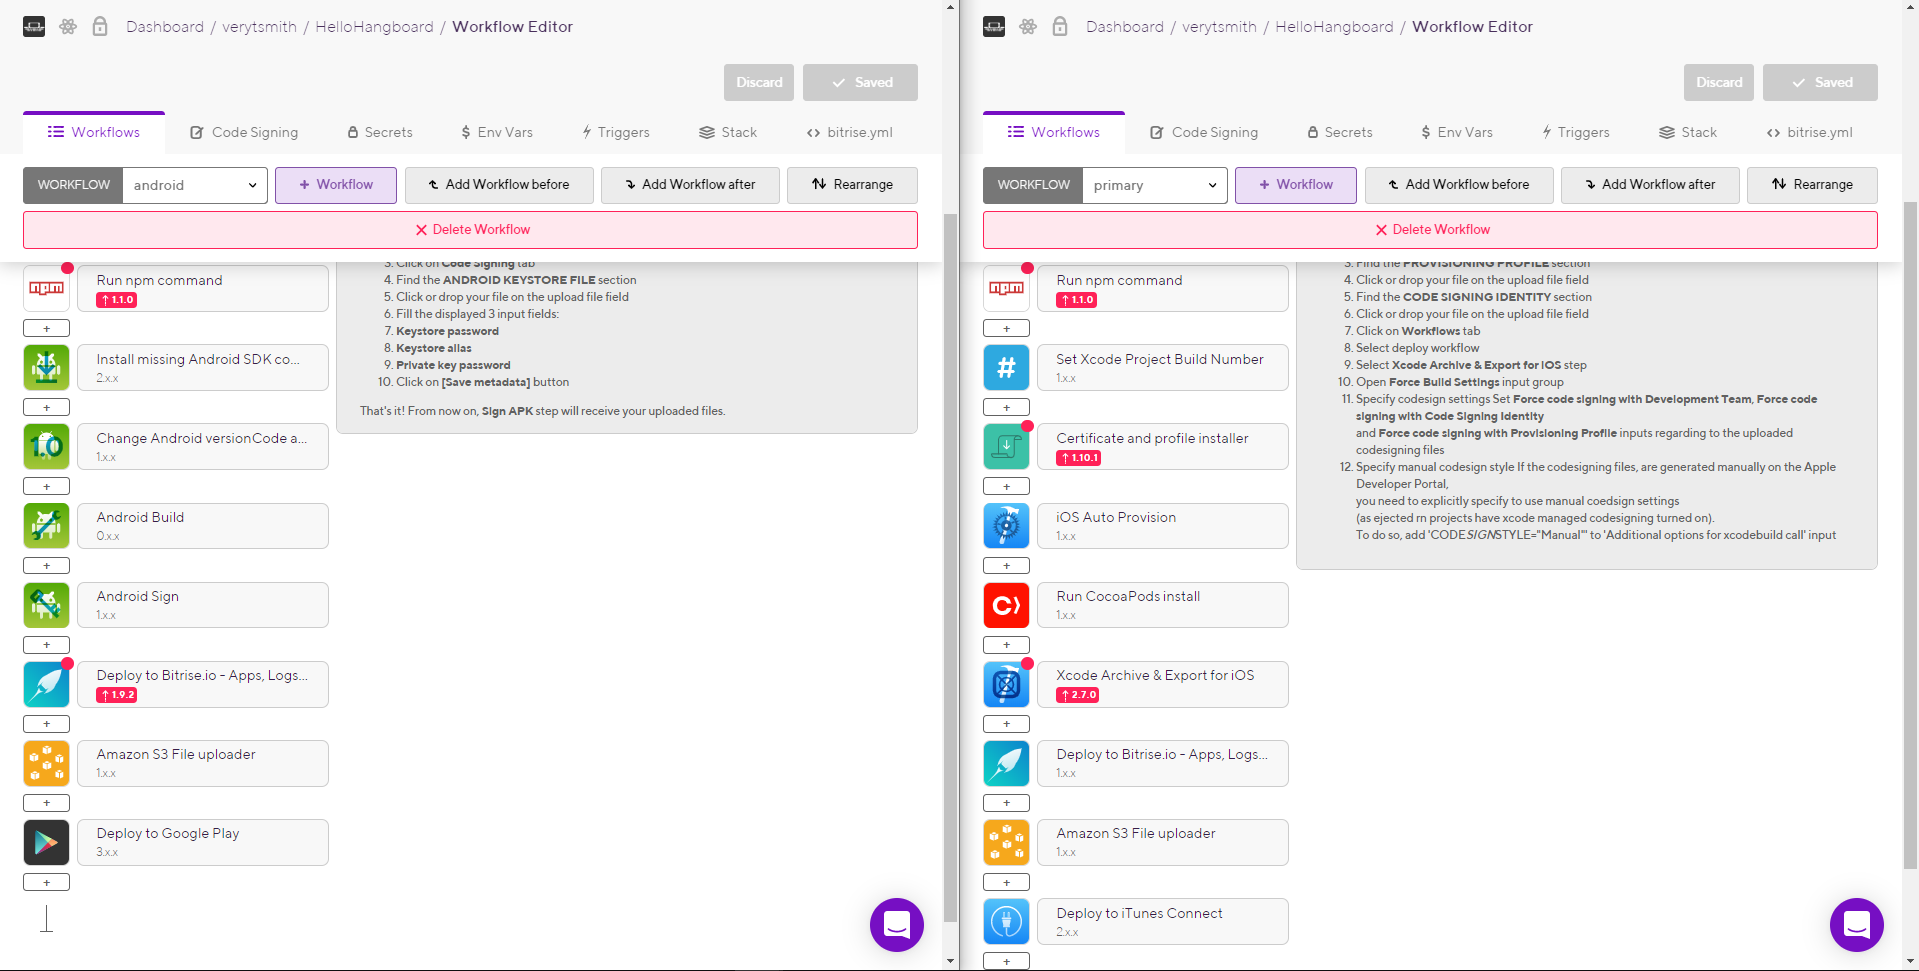 Dashboard / verytsmith / HelloHangboard / Workflow Editor
Discard
Saved
Workflows
Code Signing
Secrets
$ Env Vars
Triggers
Stack
<> bitrise.yml
WORKFLOW android
+ Workflow
Add Workflow before
Add Workflow after
Rearrange
Delete Workflow
npm
Run npm command
↑ 1.1.0
+
Install missing Android SDK co...
2.x.x
+
1.0
Change Android versionCode a...
1.x.x
+
Android Build
0.x.x
+
Android Sign
1.x.x
+
Deploy to Bitrise.io - Apps, Logs...
↑ 1.9.2
+
Amazon S3 File uploader
1.x.x
+
Deploy to Google Play
3.x.x
+
3. Click on Code Signing tab
4. Find the ANDROID KEYSTORE FILE section
5. Click or drop your file on the upload file field
6. Fill the displayed 3 input fields:
7. Keystore password
8. Keystore alias
9. Private key password
10. Click on [Save metadata] button
That's it! From now on, Sign APK step will receive your uploaded files.
Dashboard / verytsmith / HelloHangboard / Workflow Editor
Discard
Saved
Workflows
Code Signing
Secrets
$ Env Vars
Triggers
Stack
<> bitrise.yml
WORKFLOW primary
+ Workflow
Add Workflow before
Add Workflow after
Rearrange
Delete Workflow
npm
Run npm command
↑ 1.1.0
+
#
Set Xcode Project Build Number
1.x.x
+
Certificate and profile installer
↑ 1.10.1
+
iOS Auto Provision
1.x.x
+
Run CocoaPods install
1.x.x
+
Xcode Archive & Export for iOS
↑ 2.7.0
+
Deploy to Bitrise.io - Apps, Logs...
1.x.x
+
Amazon S3 File uploader
1.x.x
+
Deploy to iTunes Connect
2.x.x
+
3. Find the PROVISIONING PROFILE section
4. Click or drop your file on the upload file field
5. Find the CODE SIGNING IDENTITY section
6. Click or drop your file on the upload file field
7. Click on Workflows tab
8. Select deploy workflow
9. Select Xcode Archive & Export for iOS step
10. Open Force Build Settings input group
11. Specify codesign settings Set Force code signing with Development Team, Force code
signing with Code Signing Identity
and Force code signing with Provisioning Profile inputs regarding to the uploaded
codesigning files
12. Specify manual codesign style If the codesigning files, are generated manually on the Apple
Developer Portal,
you need to explicitly specify to use manual coedsign settings
(as ejected rn projects have xcode managed codesigning turned on).
To do so, add 'CODESIGNSTYLE="Manual"' to 'Additional options for xcodebuild call' input